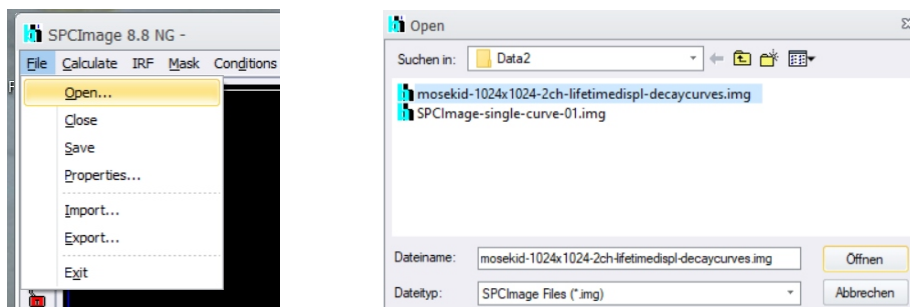 SPCImage 8.8 NG -
File Calculate IRF Mask Conditions
Open...
Close
Save
Properties...
Import...
Export...
Exit
Open
Suchen in: Data2
mosekid-1024x1024-2ch-lifetimedispl-decaycurves.img
SPCImage-single-curve-01.img
Dateiname: mosekid-1024x1024-2ch-lifetimedispl-decaycurves.img Öffnen
Dateityp: SPCImage Files (*.img) Abbrechen